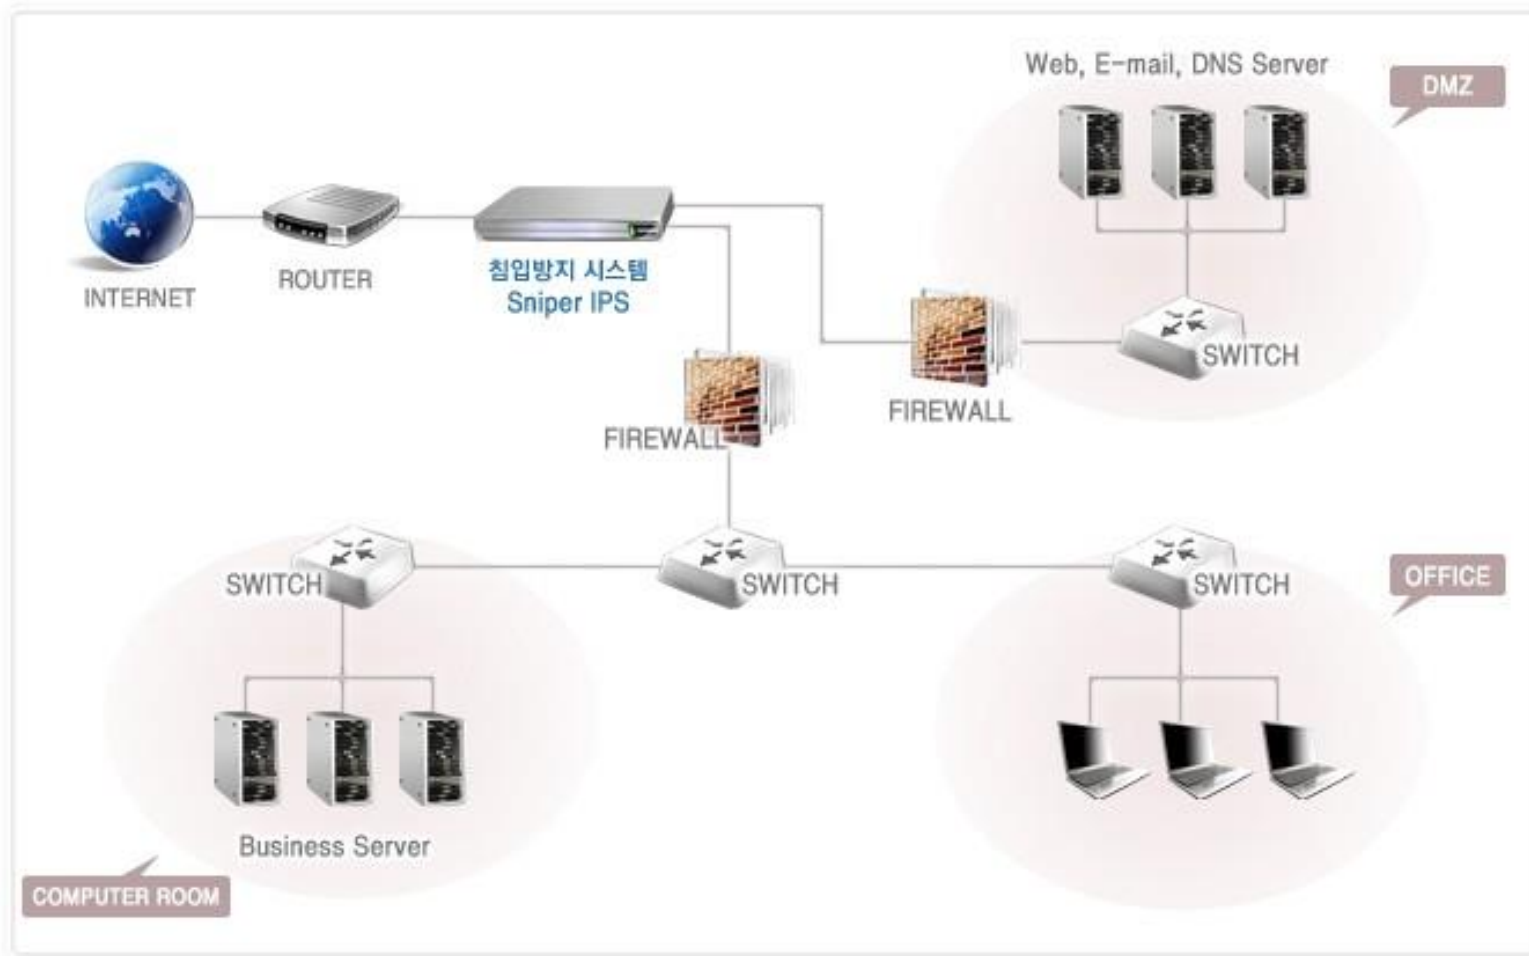 Web, E-mail, DNS Server
DMZ
INTERNET
ROUTER
침입방지 시스템
Sniper IPS
SWITCH
FIREWALL
FIREWALL
SWITCH
SWITCH
SWITCH
OFFICE
Business Server
COMPUTER ROOM